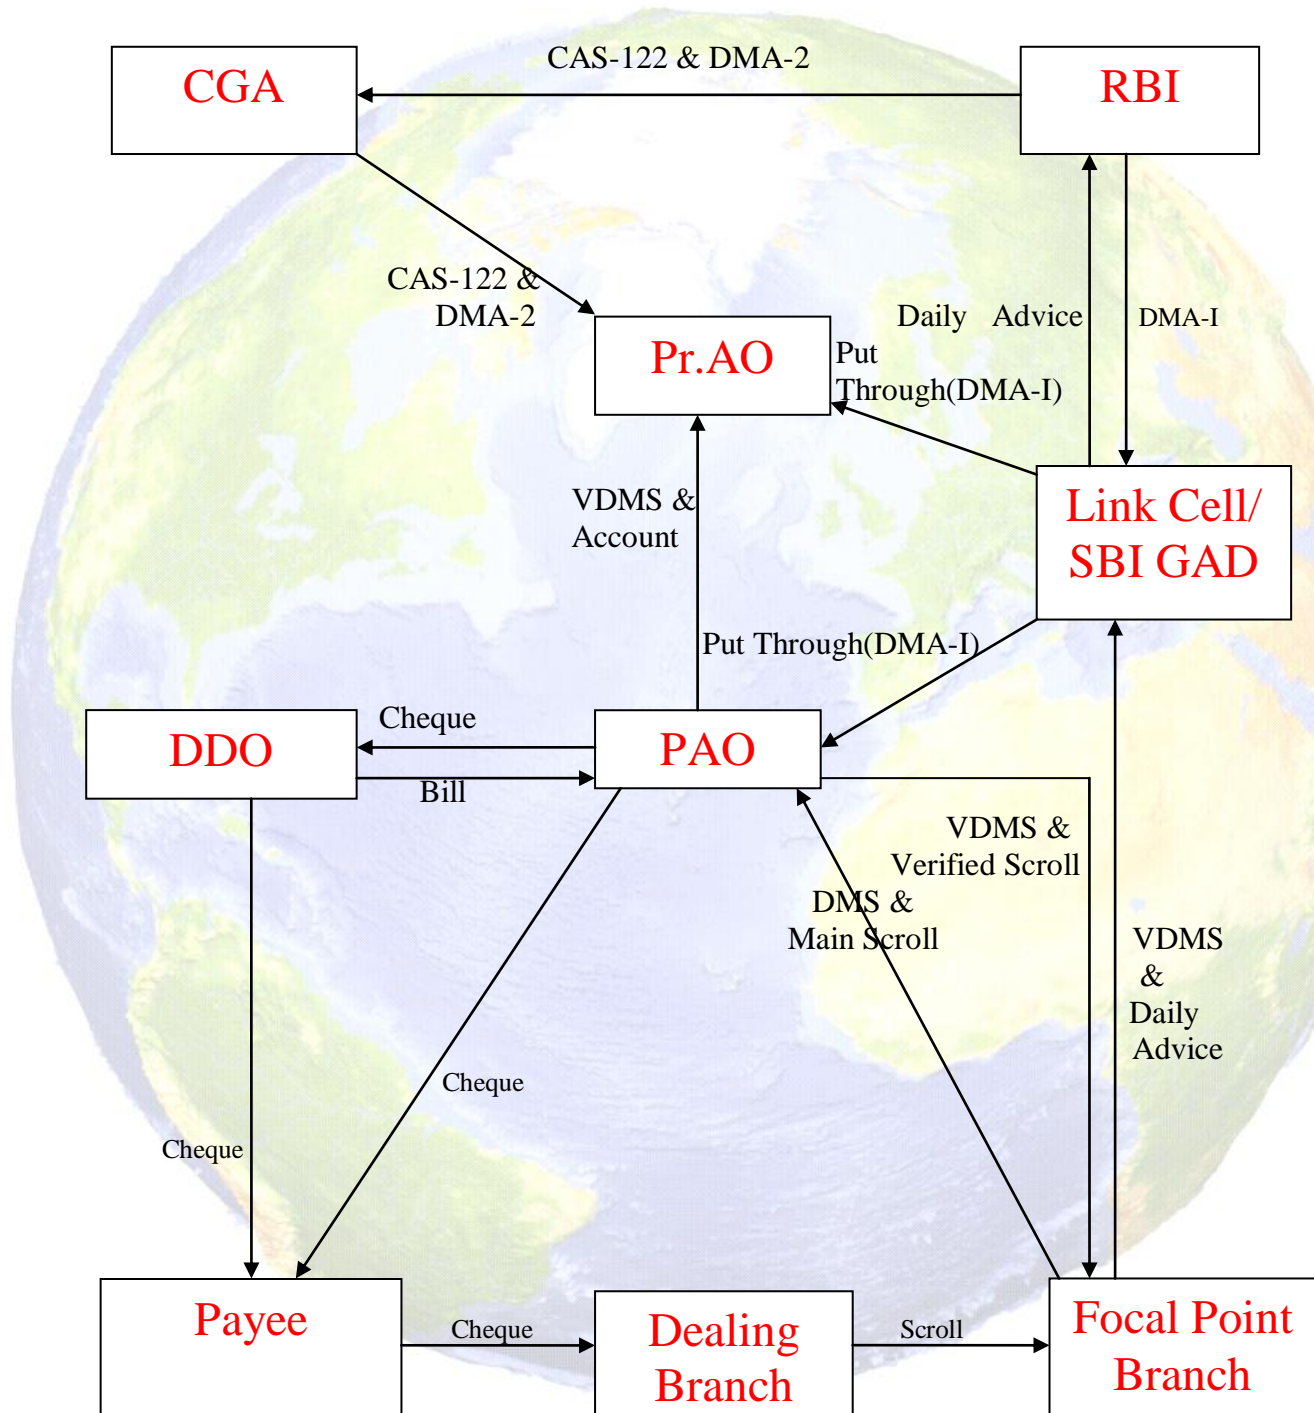 CAS-122 & DMA-2
CGA
RBI
CAS-122 &
DMA-2
Daily Advice
DMA-I
Pr.AO
Put
Through(DMA-I)
VDMS &
Account
Link Cell/
SBI GAD
Put Through(DMA-I)
Cheque
DDO
PAO
Bill
VDMS &
Verified Scroll
DMS &
Main Scroll
VDMS
&
Daily
Advice
Cheque
Cheque
Payee
Cheque
Dealing
Branch
Scroll
Focal Point
Branch